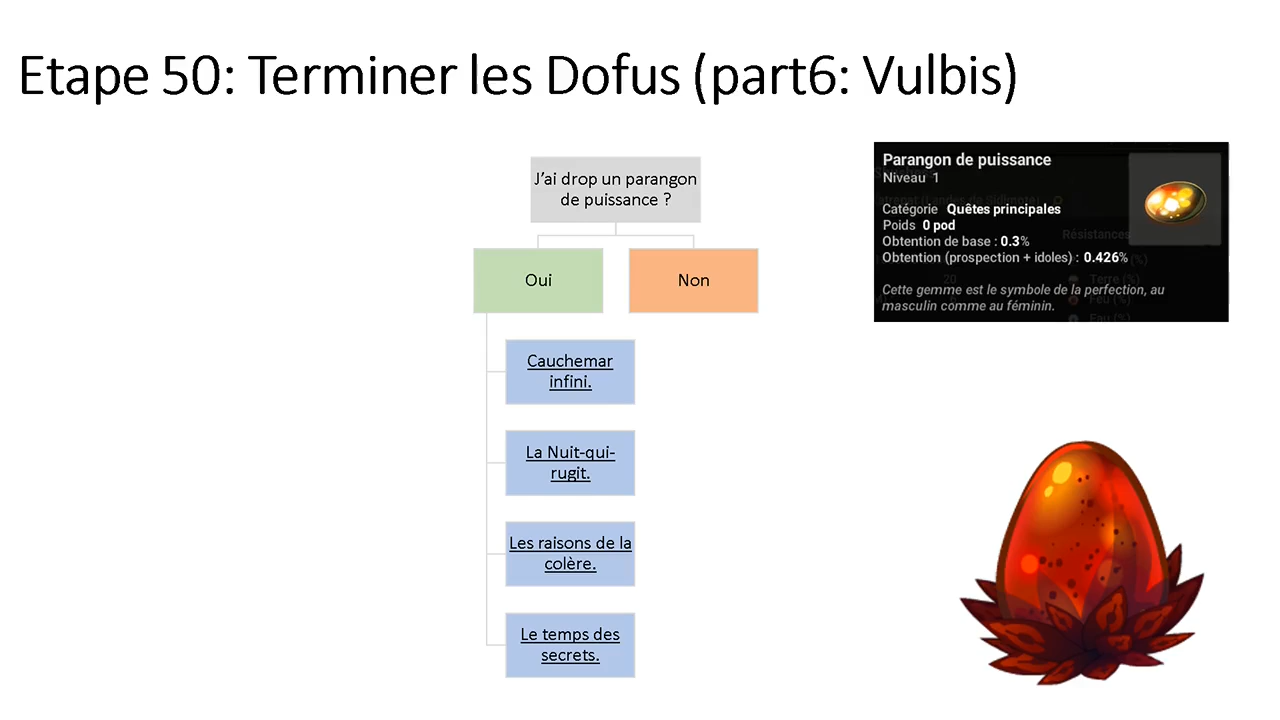 Etape 50: Terminer les Dofus (part6: Vulbis)
J’ai drop un parangon
de puissance ?
Oui
Non
Cauchemar
infini.
La Nuit-qui-
rugit.
Les raisons de la
colère.
Le temps des
secrets.
Parangon de puissance
Niveau 1
Catégorie Quêtes principales
Poids 0 pod
Obtention de base : 0.3%
Obtention (prospection + idoles) : 0.426%
Cette gemme est le symbole de la perfection, au
masculin comme au féminin.
Résistances
Terre (%)
Feu (%)
Eau (%)